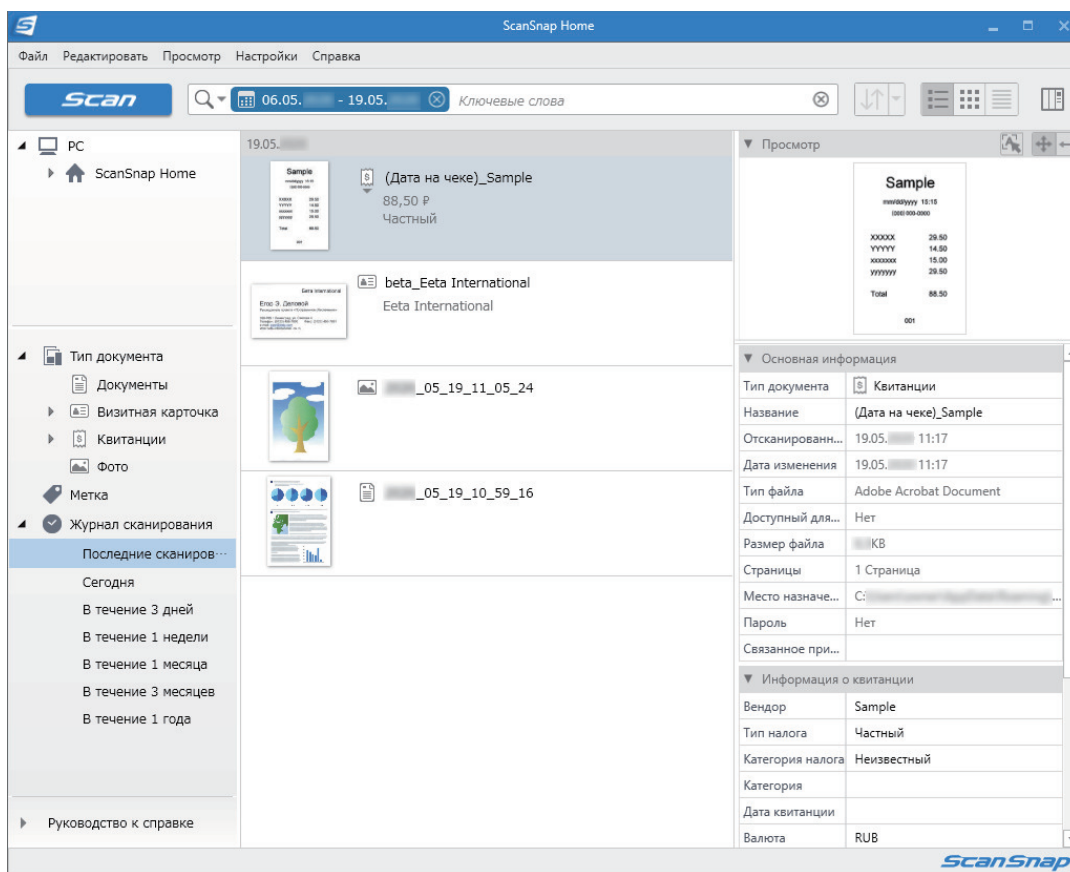 ScanSnap Home
Файл Редактировать Просмотр Настройки Справка
Scan
06.05. - 19.05. Ключевые слова
PC
ScanSnap Home
Тип документа
Документы
Визитная карточка
Квитанции
Фото
Метка
Журнал сканирования
Последние сканиров...
Сегодня
В течение 3 дней
В течение 1 недели
В течение 1 месяца
В течение 3 месяцев
В течение 1 года
Руководство к справке
19.05.
Sample
Total 88.50
(Дата на чеке)_Sample
88,50 ₽
Частный
Eeta International
beta_Eeta International
Eeta International
_05_19_11_05_24
_05_19_10_59_16
Просмотр
Sample
mm/dd/yyyy 15:15
(000) 000-0000
XXXXX 29.50
YYYYY 14.50
xxxxxxx 15.00
yyyyyyy 29.50
Total 88.50
001
Основная информация
Тип документа Квитанции
Название (Дата на чеке)_Sample
Отсканированн... 19.05. 11:17
Дата изменения 19.05. 11:17
Тип файла Adobe Acrobat Document
Доступный для... Нет
Размер файла KB
Страницы 1 Страница
Место назначе... C: ...
Пароль Нет
Связанное при...
Информация о квитанции
Вендор Sample
Тип налога Частный
Категория налога Неизвестный
Категория
Дата квитанции
Валюта RUB
ScanSnap